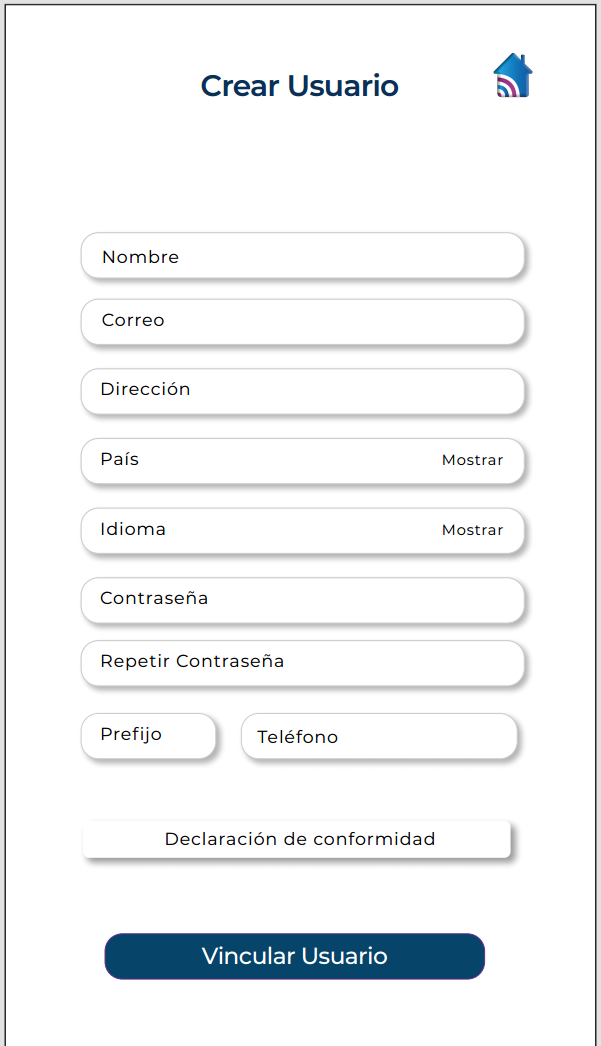 Crear Usuario
Nombre
Correo
Dirección
País Mostrar
Idioma Mostrar
Contraseña
Repetir Contraseña
Prefijo Teléfono
Declaración de conformidad
Vincular Usuario